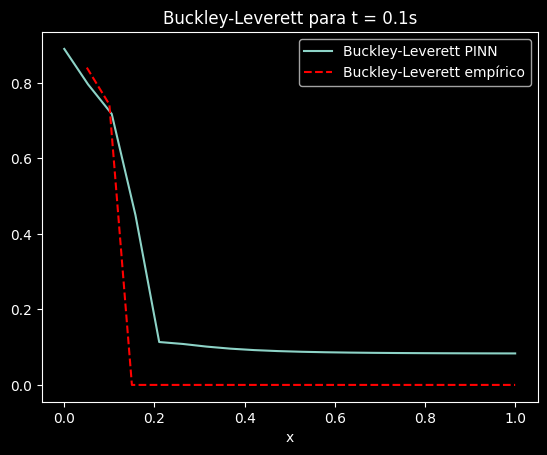 Buckley-Leverett para t = 0.1s
Buckley-Leverett PINN
Buckley-Leverett empírico
0.8
0.6
0.4
0.2
0.0
0.0 0.2 0.4 0.6 0.8 1.0
x